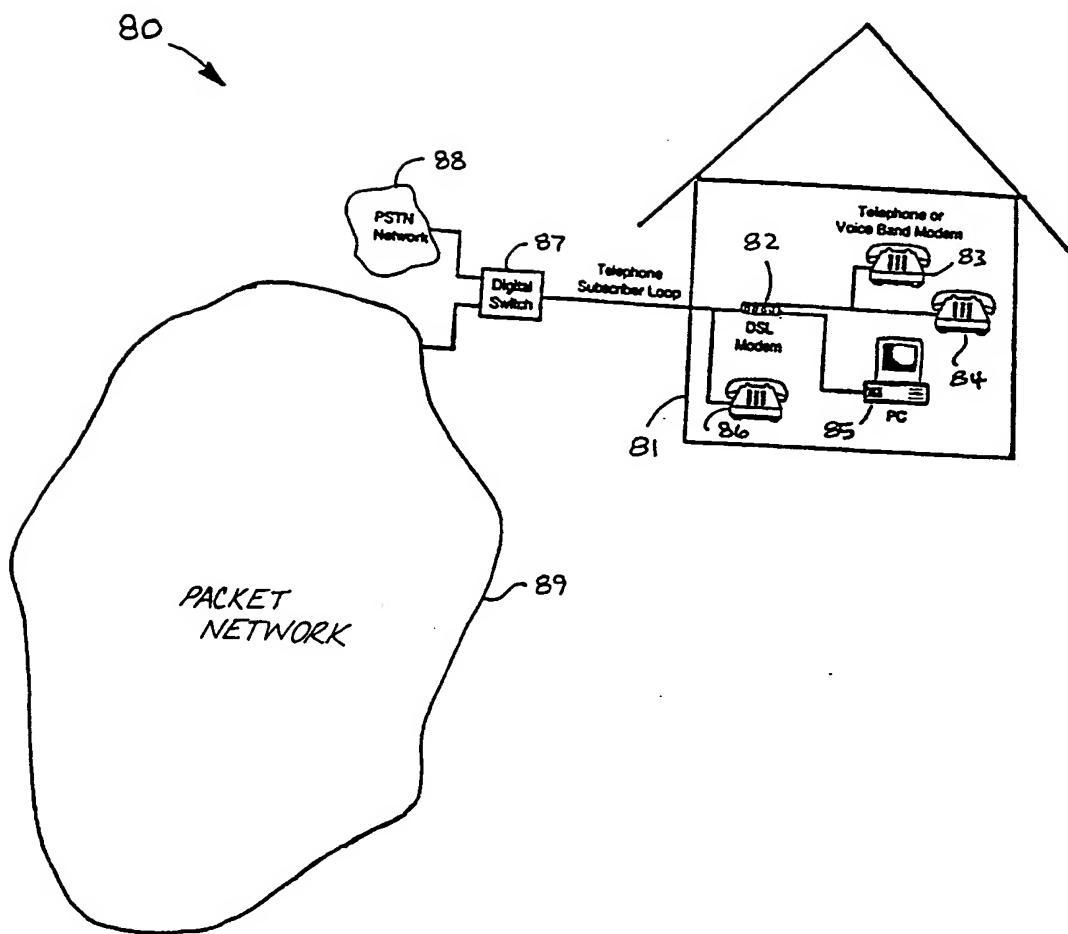 80
88
PSTN
Network
87
Digital
Switch
Telephone
Subscriber Loop
82
DSL
Modem
Telephone or
Voice Band Modem
83
84
85
PC
86
81
PACKET
NETWORK
89